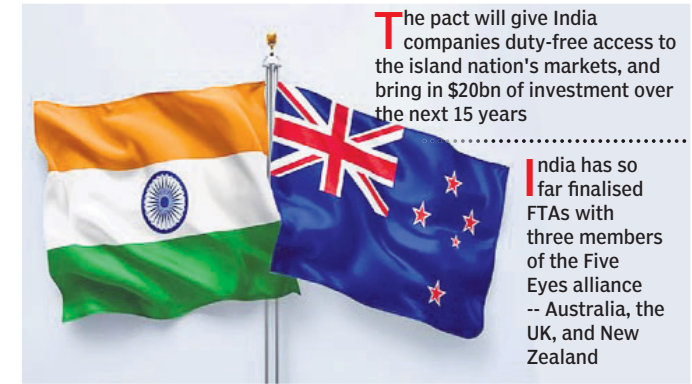 The pact will give India
companies duty-free access to
the island nation's markets, and
bring in $20bn of investment over
the next 15 years
India has so
far finalised
FTAs with
three members
of the Five
Eyes alliance
-- Australia, the
UK, and New
Zealand